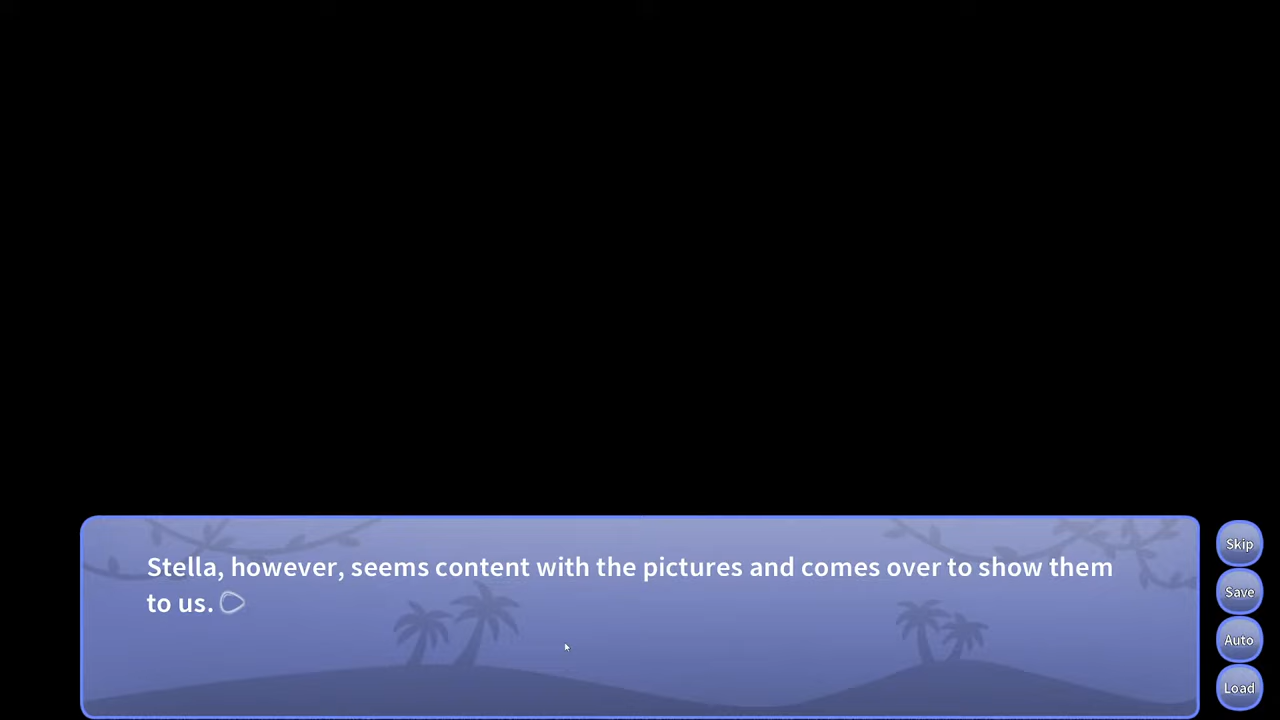 Stella, however, seems content with the pictures and comes over to show them
to us.
Skip
Save
Auto
Load